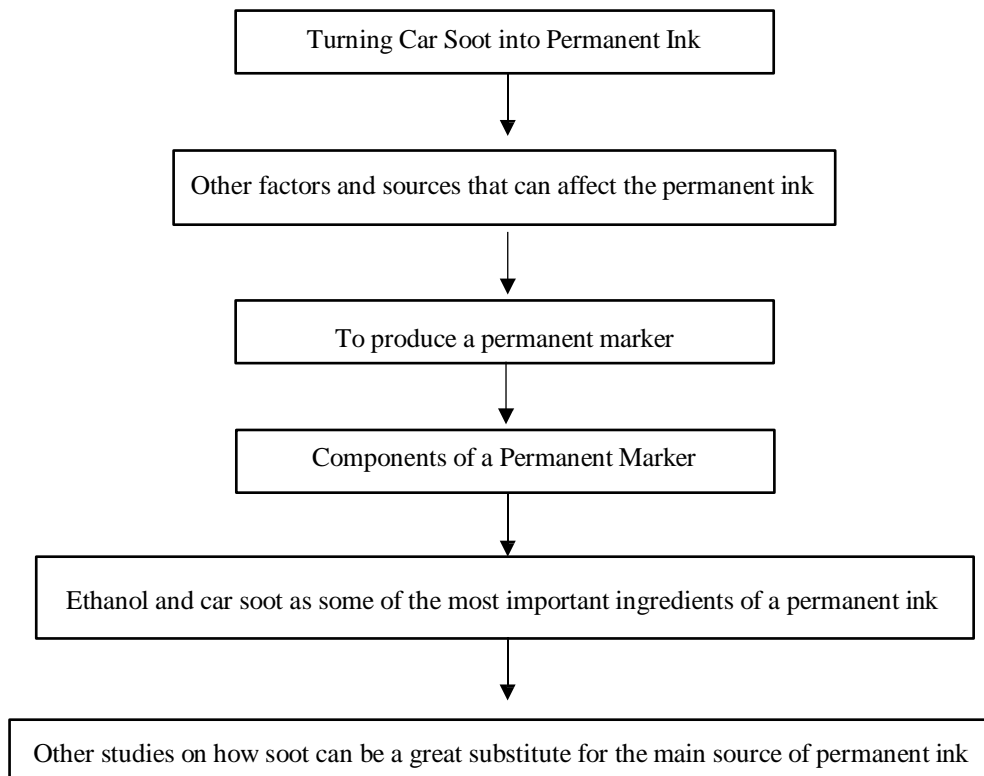 Turning Car Soot into Permanent Ink
Other factors and sources that can affect the permanent ink
To produce a permanent marker
Components of a Permanent Marker
Ethanol and car soot as some of the most important ingredients of a permanent ink
Other studies on how soot can be a great substitute for the main source of permanent ink